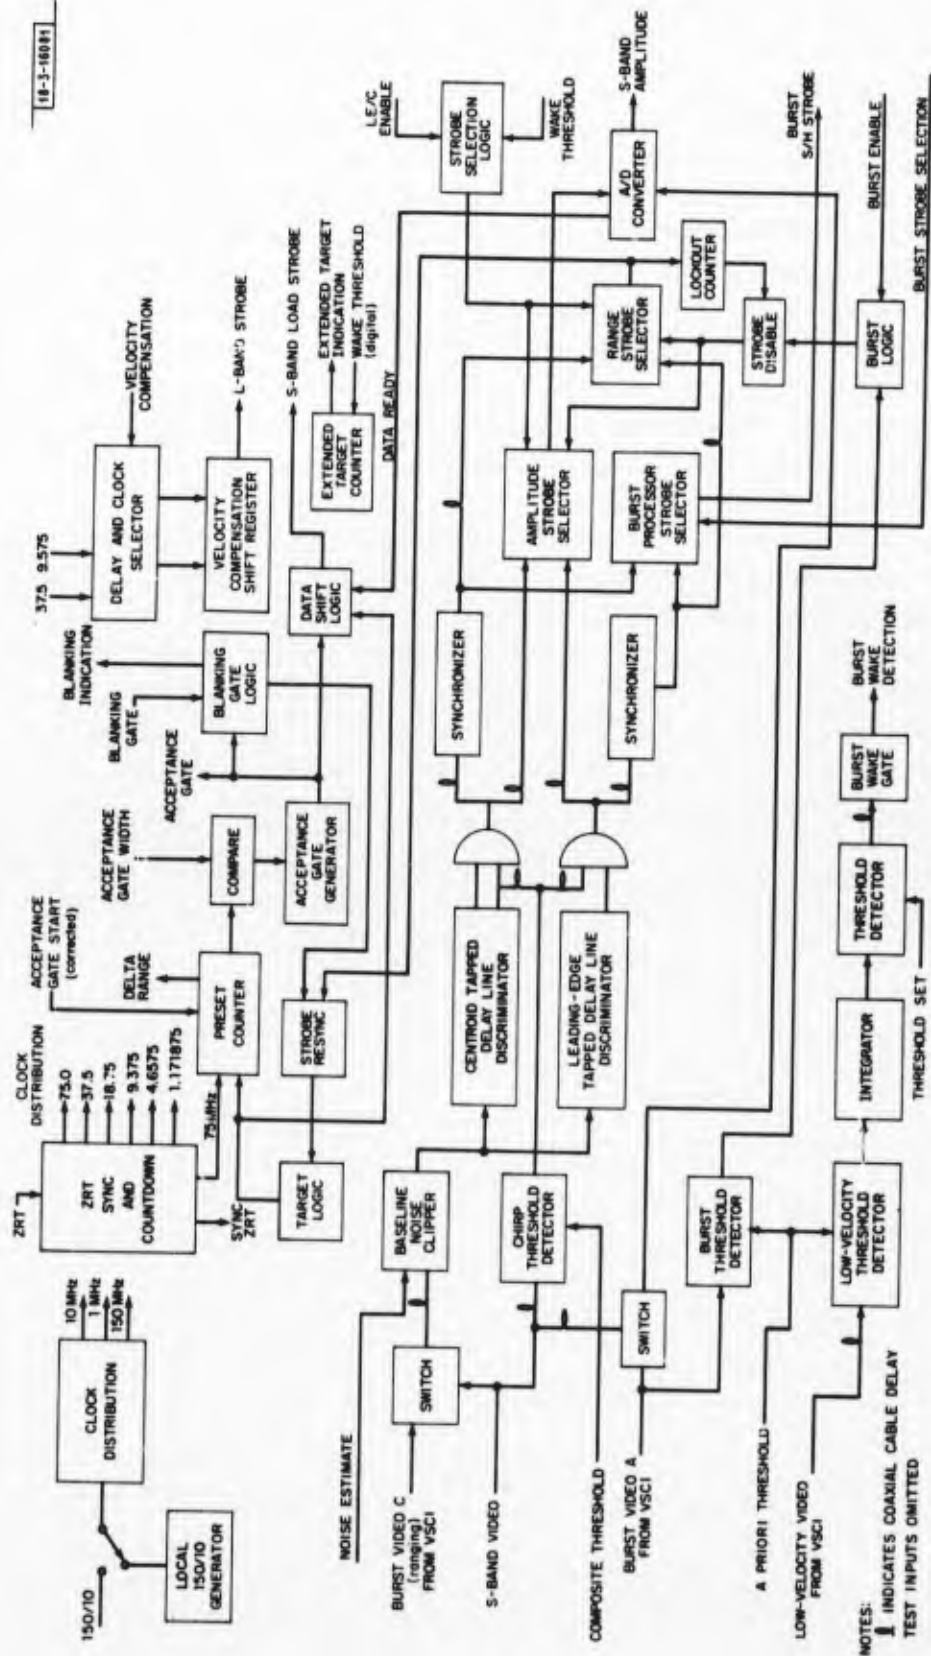 18-3-16081
150/10
LOCAL
150/10
GENERATOR
CLOCK
DISTRIBUTION
10 MHz
1 MHz
150 MHz
ZRT
ZRT
SYNC
AND
COUNTDOWN
CLOCK
DISTRIBUTION
75.0
37.5
18.75
9.375
4.6575
1.171875
75 MHz
SYNC
ZRT
TARGET
LOGIC
ACCEPTANCE
GATE START
(corrected)
DELTA
RANGE
PRESET
COUNTER
STROBE
RESYNC
ACCEPTANCE
GATE WIDTH
COMPARE
ACCEPTANCE
GATE
GENERATOR
ACCEPTANCE
GATE
BLANKING
GATE
BLANKING
INDICATION
BLANKING
GATE
LOGIC
DATA
SHIFT
LOGIC
37.5 9.575
DELAY AND CLOCK
SELECTOR
VELOCITY
COMPENSATION
VELOCITY
COMPENSATION
SHIFT REGISTER
L-BAND STROBE
S-BAND LOAD STROBE
EXTENDED
TARGET
COUNTER
EXTENDED TARGET
INDICATION
WAKE THRESHOLD
(digital)
DATA READY
L.E./C
ENABLE
STROBE
SELECTION
LOGIC
WAKE
THRESHOLD
NOISE ESTIMATE
BURST VIDEO C
(ranging)
FROM VSCI
SWITCH
BASELINE
NOISE
CLIPPER
S-BAND VIDEO
CHIRP
THRESHOLD
DETECTOR
COMPOSITE THRESHOLD
CENTROID TAPPED
DELAY LINE
DISCRIMINATOR
LEADING-EDGE
TAPPED DELAY LINE
DISCRIMINATOR
SYNCHRONIZER
SYNCHRONIZER
AMPLITUDE
STROBE
SELECTOR
BURST
PROCESSOR
STROBE
SELECTOR
RANGE
STROBE
SELECTOR
LOCKOUT
COUNTER
STROBE
DISABLE
A/D
CONVERTER
S-BAND
AMPLITUDE
BURST
S/H STROBE
BURST VIDEO A
FROM VSCI
SWITCH
BURST
THRESHOLD
DETECTOR
BURST
LOGIC
BURST ENABLE
BURST STROBE SELECTION
A PRIORI THRESHOLD
LOW-VELOCITY VIDEO
FROM VSCI
LOW-VELOCITY
THRESHOLD
DETECTOR
INTEGRATOR
THRESHOLD
DETECTOR
THRESHOLD SET
BURST
WAKE
GATE
BURST
WAKE
DETECTION
NOTES:
INDICATES COAXIAL CABLE DELAY
TEST INPUTS OMITTED